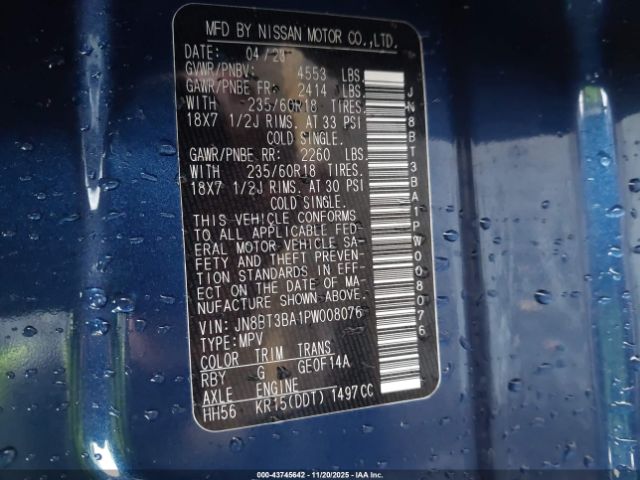 MFD BY NISSAN MOTOR CO.,LTD.
DATE: 04/23
GVWR/PNBV: 4553 LBS.
GAWR/PNBE FR: 2414 LBS.
WITH 235/60R18 TIRES.
18X7 1/2J RIMS. AT 33 PSI
COLD SINGLE.
GAWR/PNBE RR: 2260 LBS.
WITH 235/60R18 TIRES.
18X7 1/2J RIMS. AT 30 PSI
COLD SINGLE.
THIS VEHICLE CONFORMS
TO ALL APPLICABLE FED-
ERAL MOTOR VEHICLE SA-
FETY AND THEFT PREVEN-
TION STANDARDS IN EFF-
ECT ON THE DATE OF MA-
NUFACTURE SHOWN ABOVE.
VIN: JN8BT3BA1PW008076
TYPE: MPV
COLOR TRIM TRANS
RBY G GE0F14A
AXLE ENGINE
HH56 KR15(DDT) 1497CC
JN8BT3BA1PW008076
000-43745642 - 11/20/2025 - IAA, Inc.